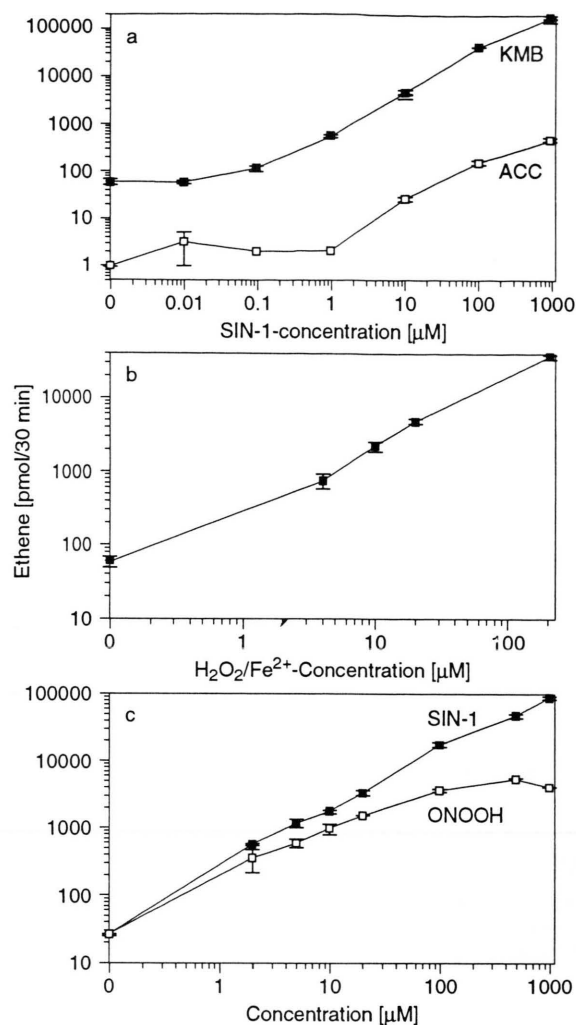 Ethene [pmol/30 min]
a
100000
10000
1000
100
10
1
KMB
ACC
0 0.01 0.1 1 10 100 1000
SIN-1-concentration [µM]
b
10000
1000
100
10
0 1 10 100
H₂O₂/Fe²⁺-Concentration [µM]
c
100000
10000
1000
100
10
SIN-1
ONOOH
0 1 10 100 1000
Concentration [µM]